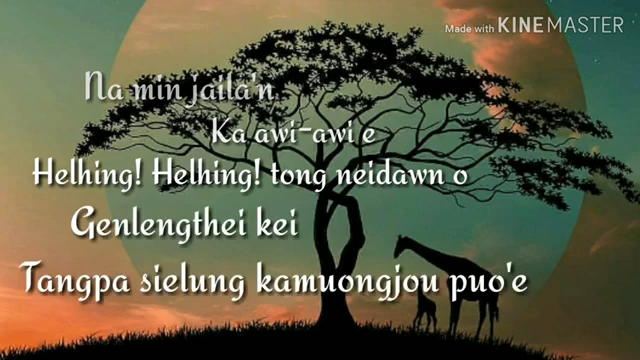 Made with KINEMASTER
Na min jaila'n
Ka awi-awi e
Helhing! Helhing! tong neidawn o
Genlengthei kei
Tangpa sielung kamuongjou puo'e